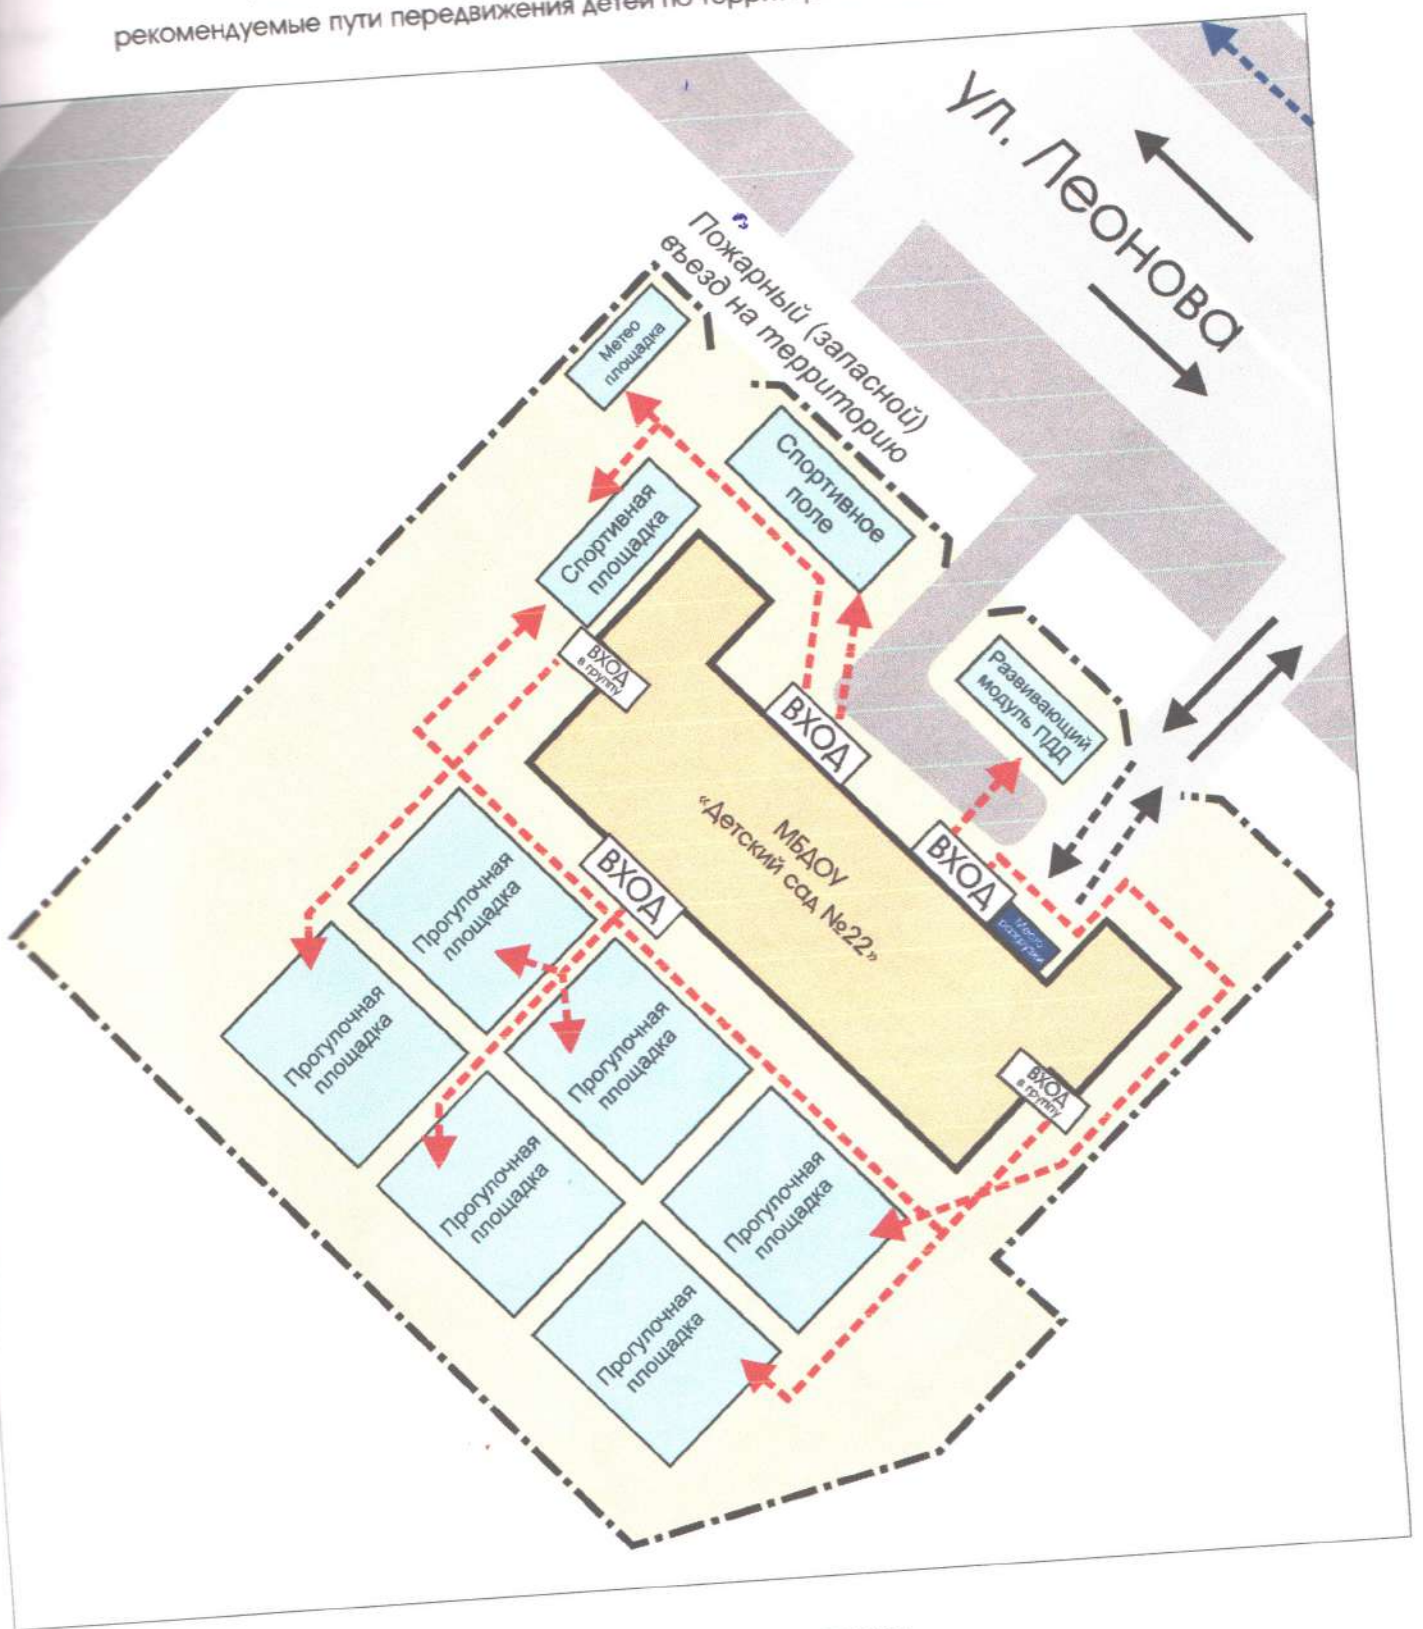 рекомендуемые пути передвижения детей по
ул. Леонова
Пожарный (запасной)
въезд на территорию
Метео
площадка
Спортивное
поле
Спортивная
площадка
ВХОД
в группу
ВХОД
Развивающий
модуль ПДД
МБДОУ
«Детский сад №22»
ВХОД
Место
разгрузки
ВХОД
Прогулочная
площадка
Прогулочная
площадка
Прогулочная
площадка
Прогулочная
площадка
Прогулочная
площадка
Прогулочная
площадка
ВХОД
в группу